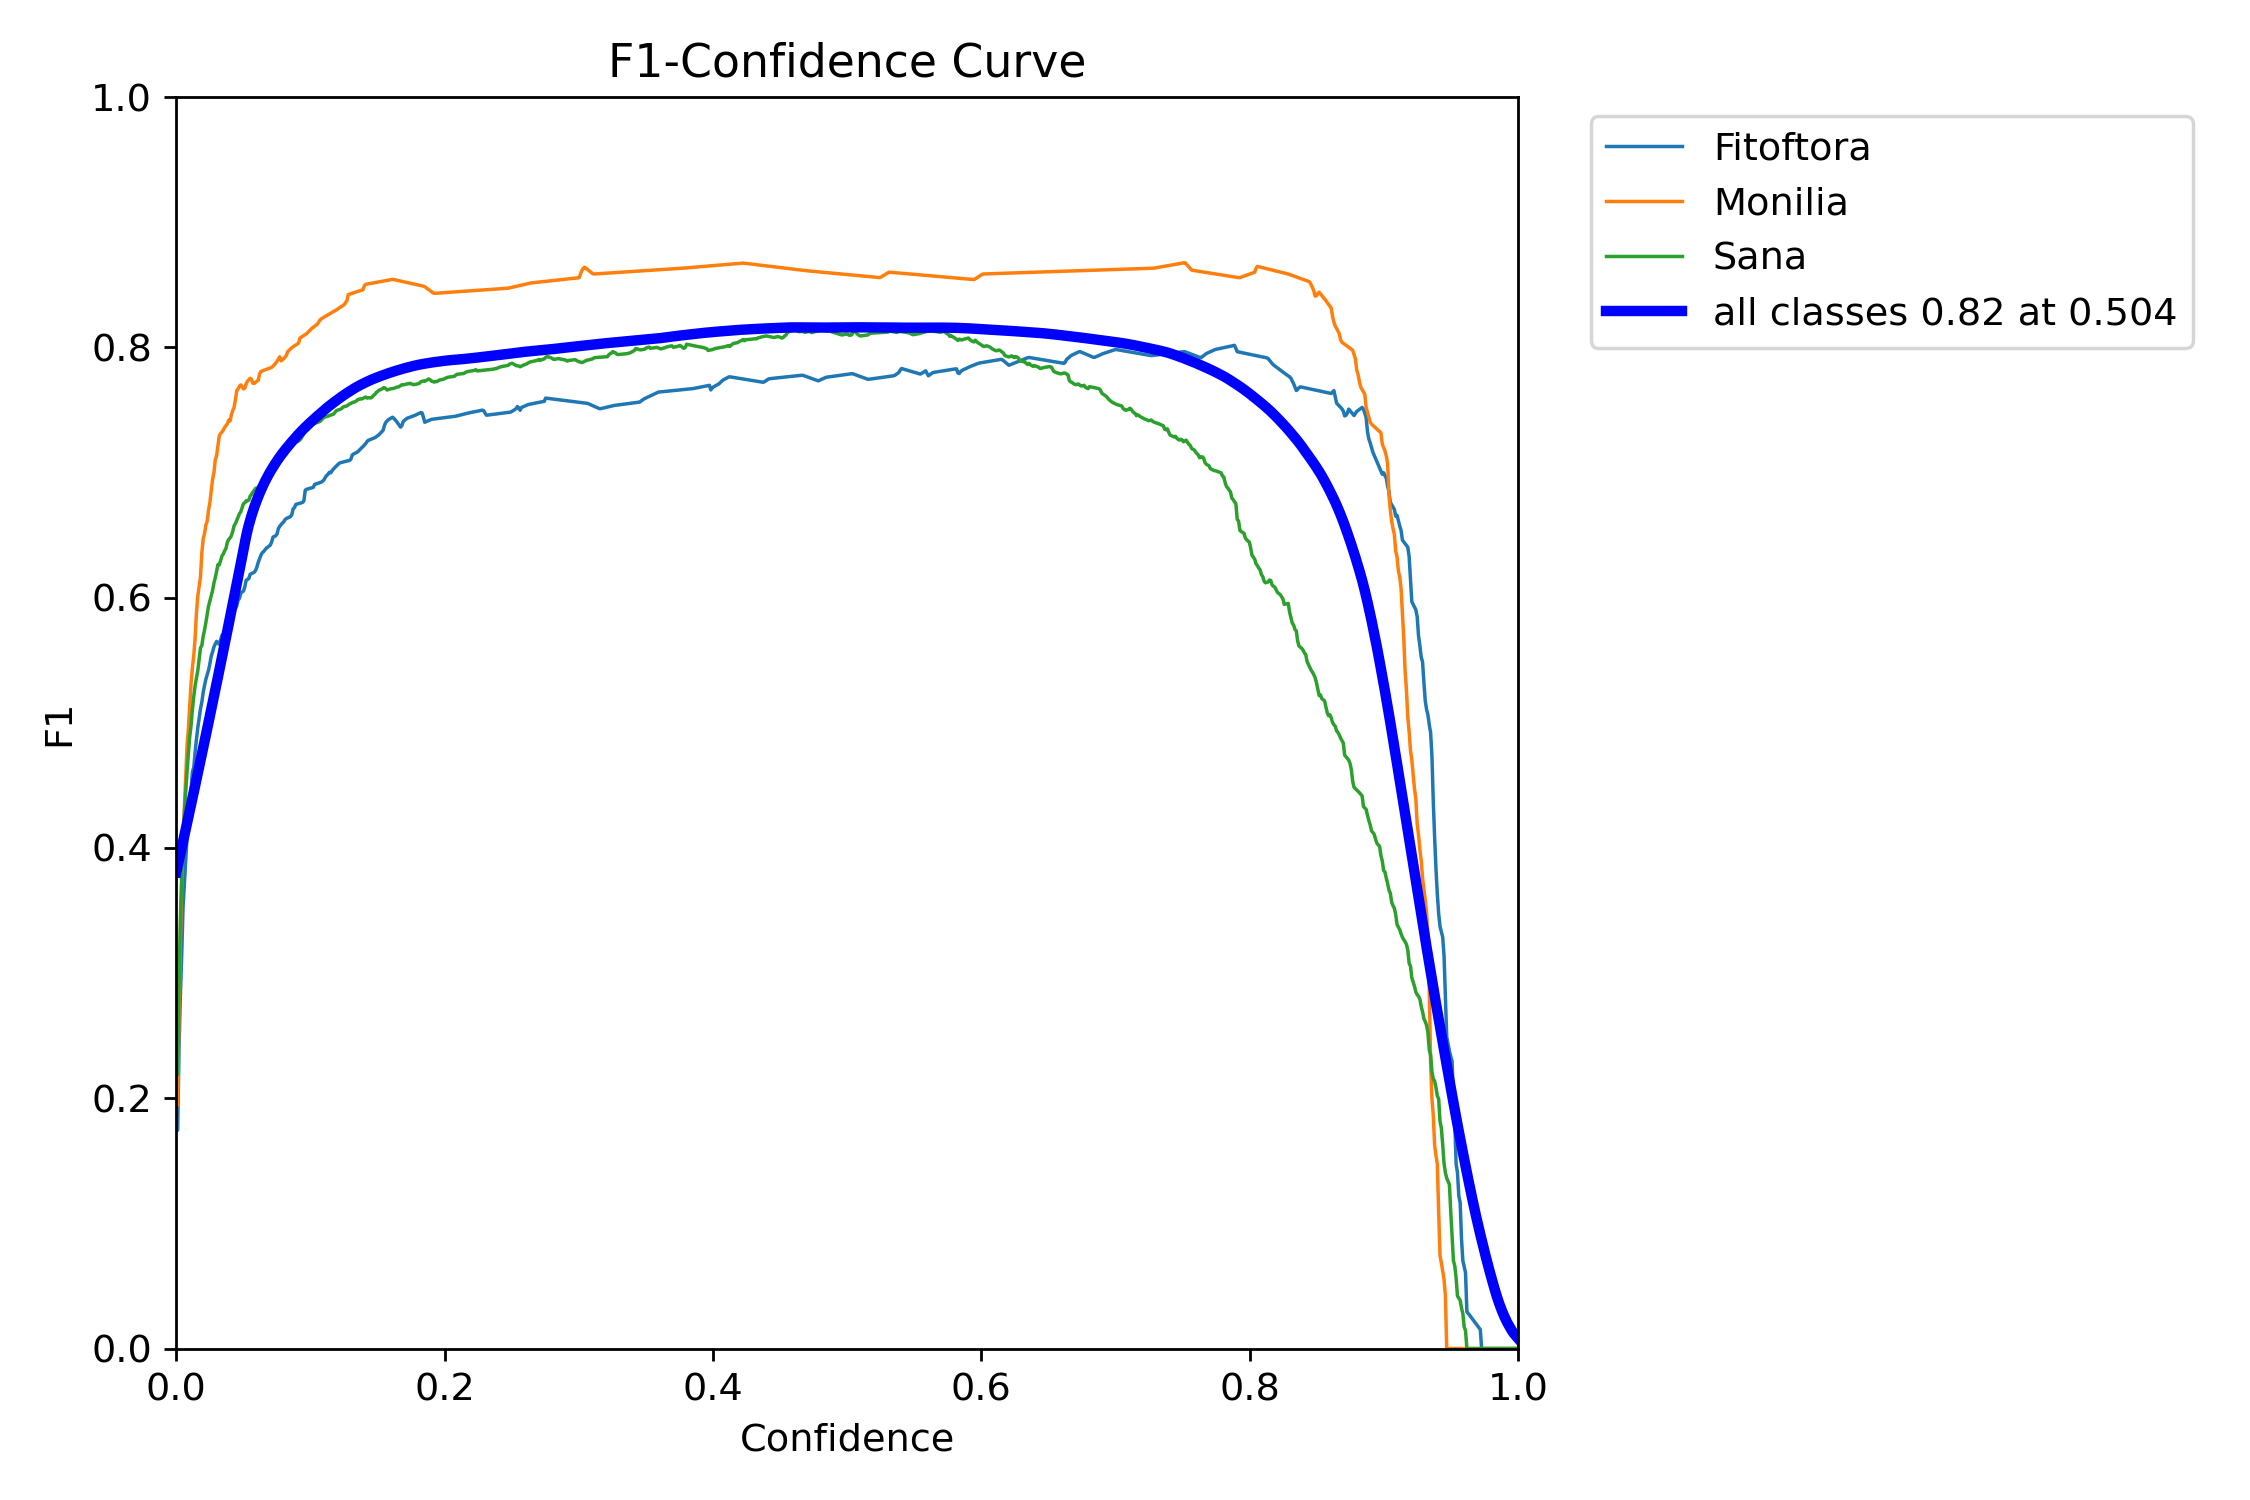 F1-Confidence Curve
1.0
0.8
0.6
0.4
0.2
0.0
F1
0.0 0.2 0.4 0.6 0.8 1.0
Confidence
Fitoftora
Monilia
Sana
all classes 0.82 at 0.504